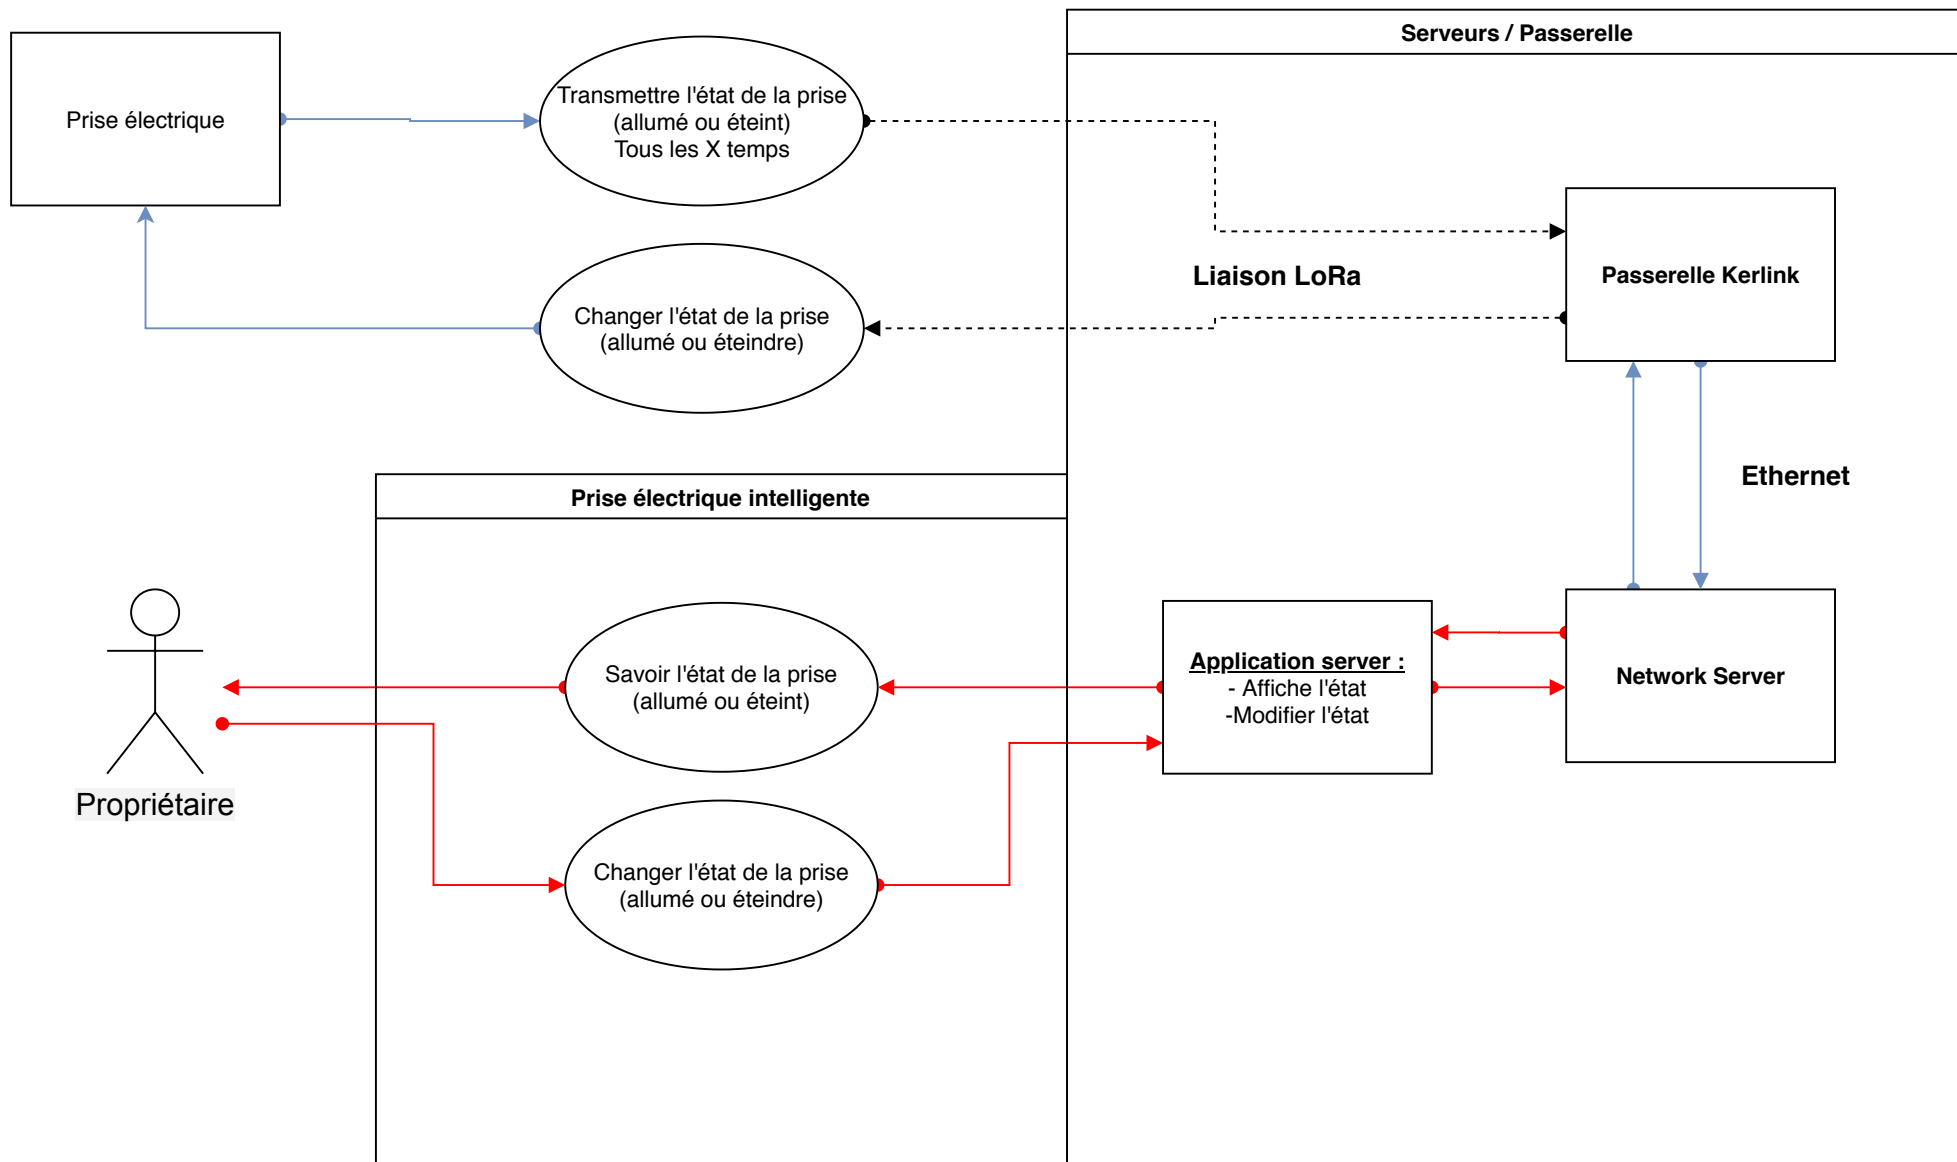 Serveurs / Passerelle
Prise électrique
Transmettre l'état de la prise
(allumé ou éteint)
Tous les X temps
Changer l'état de la prise
(allumé ou éteindre)
Liaison LoRa
Passerelle Kerlink
Ethernet
Prise électrique intelligente
Propriétaire
Savoir l'état de la prise
(allumé ou éteint)
Changer l'état de la prise
(allumé ou éteindre)
Application server :
- Affiche l'état
-Modifier l'état
Network Server